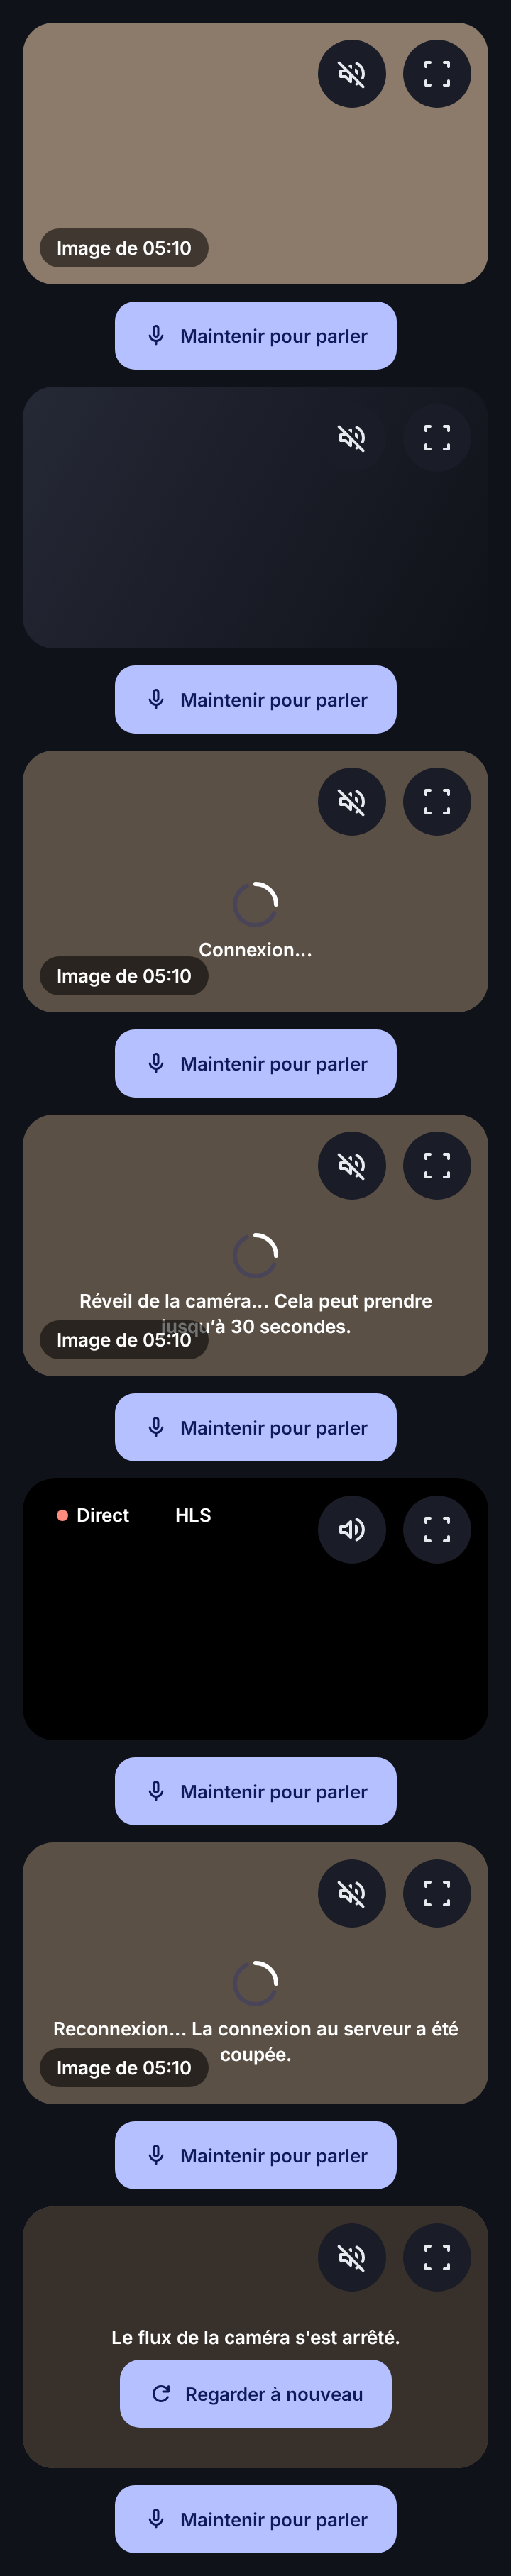 Image de 05:10
Maintenir pour parler
Maintenir pour parler
Connexion...
Image de 05:10
Maintenir pour parler
Réveil de la caméra... Cela peut prendre
jusqu’à 30 secondes.
Image de 05:10
Maintenir pour parler
Direct HLS
Maintenir pour parler
Reconnexion... La connexion au serveur a été
coupée.
Image de 05:10
Maintenir pour parler
Le flux de la caméra s'est arrêté.
Regarder à nouveau
Maintenir pour parler